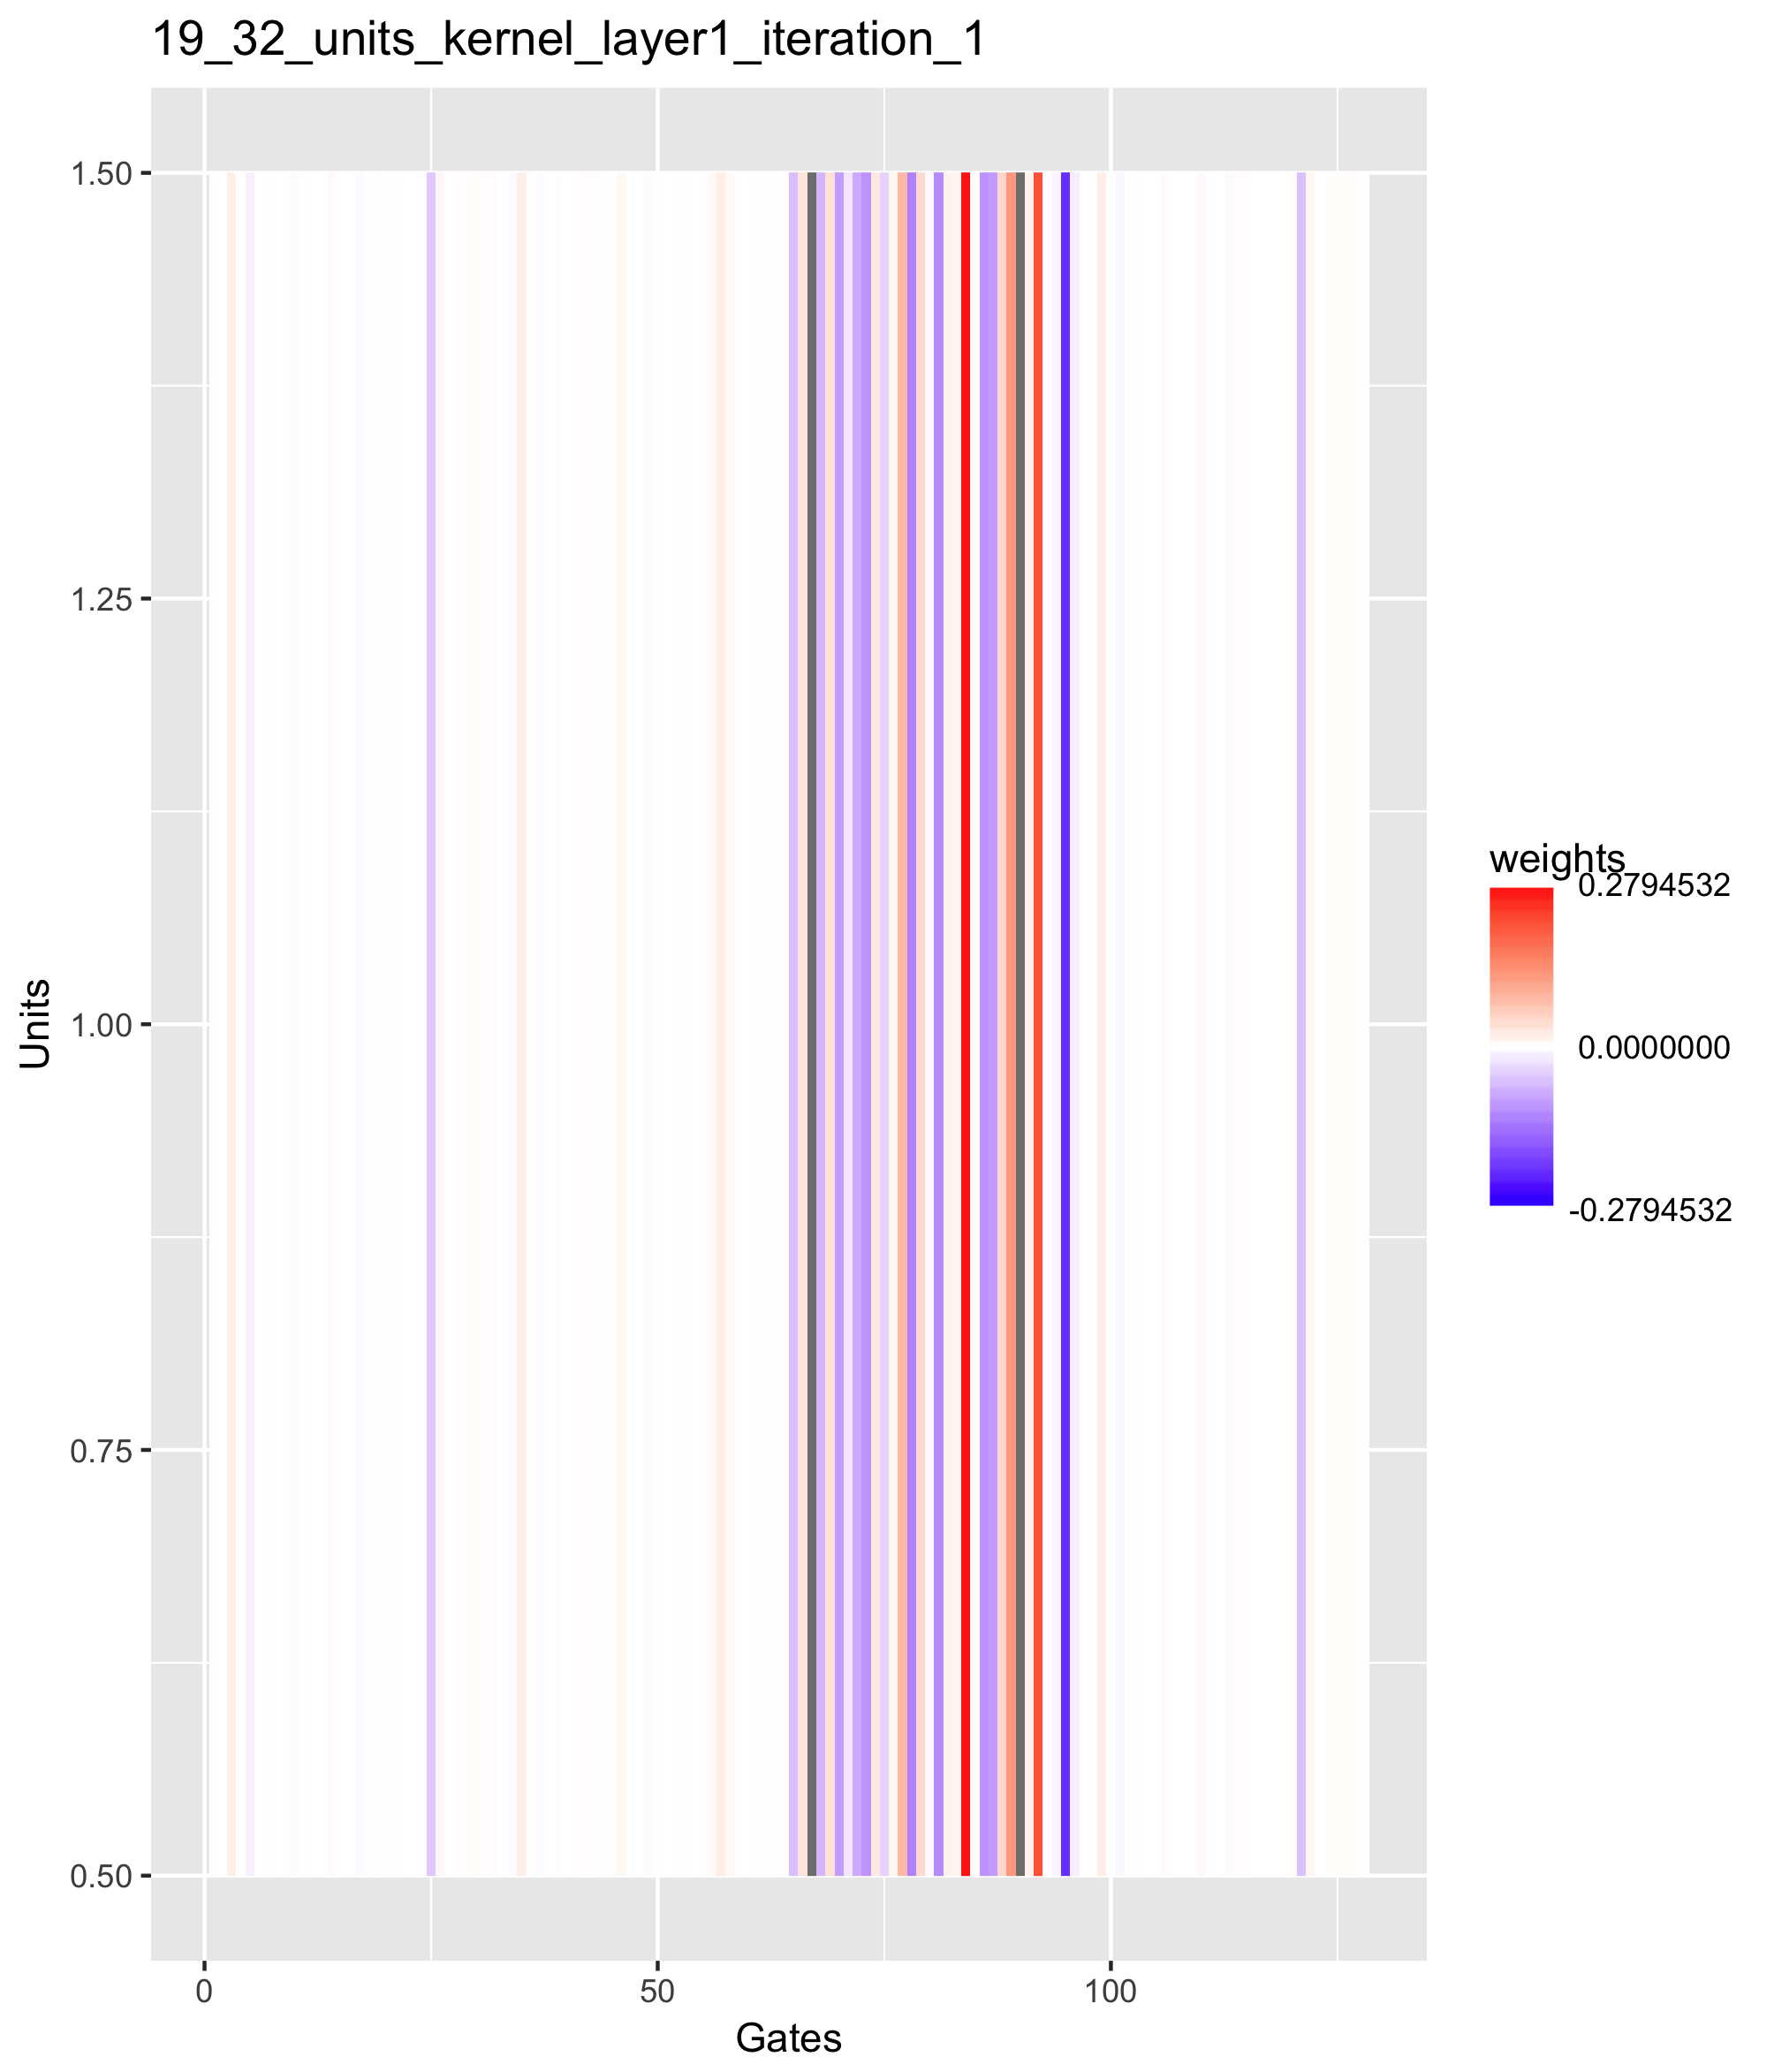 19_32_units_kernel_layer1_iteration_1
1.50
1.25
1.00
0.75
0.50
Units
0
50
100
Gates
weights
0.2794532
0.0000000
-0.2794532